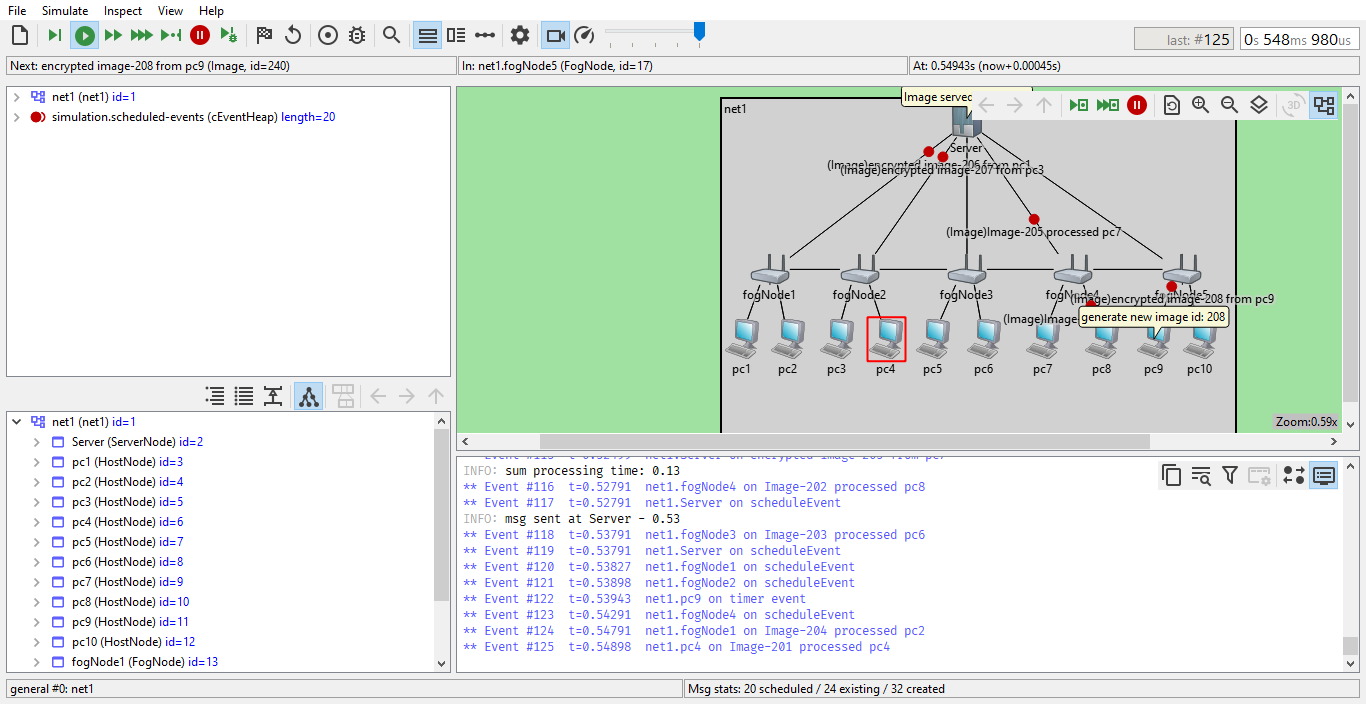 File Simulate Inspect View Help
last: #125 0s 548ms 980us
Next: encrypted image-208 from pc9 (Image, id=240) In: net1.fogNode5 (FogNode, id=17) At: 0.54943s (now+0.00045s)
net1 (net1) id=1
simulation.scheduled-events (cEventHeap) length=20
net1 (net1) id=1
Server (ServerNode) id=2
pc1 (HostNode) id=3
pc2 (HostNode) id=4
pc3 (HostNode) id=5
pc4 (HostNode) id=6
pc5 (HostNode) id=7
pc6 (HostNode) id=8
pc7 (HostNode) id=9
pc8 (HostNode) id=10
pc9 (HostNode) id=11
pc10 (HostNode) id=12
fogNode1 (FogNode) id=13
Image served
3D
net1
Server
(Image)encrypted image-206 from pc1
(Image)encrypted image-207 from pc3
(Image)Image-205 processed pc7
fogNode1 fogNode2 fogNode3 fogNode4 fogNode5
(Image)encrypted image-208 from pc9
(Image)Image
generate new image id: 208
pc1 pc2 pc3 pc4 pc5 pc6 pc7 pc8 pc9 pc10
Zoom:0.59x
INFO: sum processing time: 0.13
** Event #116 t=0.52791 net1.fogNode4 on Image-202 processed pc8
** Event #117 t=0.52791 net1.Server on scheduleEvent
INFO: msg sent at Server - 0.53
** Event #118 t=0.53791 net1.fogNode3 on Image-203 processed pc6
** Event #119 t=0.53791 net1.Server on scheduleEvent
** Event #120 t=0.53827 net1.fogNode1 on scheduleEvent
** Event #121 t=0.53898 net1.fogNode2 on scheduleEvent
** Event #122 t=0.53943 net1.pc9 on timer event
** Event #123 t=0.54291 net1.fogNode4 on scheduleEvent
** Event #124 t=0.54791 net1.fogNode1 on Image-204 processed pc2
** Event #125 t=0.54898 net1.pc4 on Image-201 processed pc4
general #0: net1 Msg stats: 20 scheduled / 24 existing / 32 created